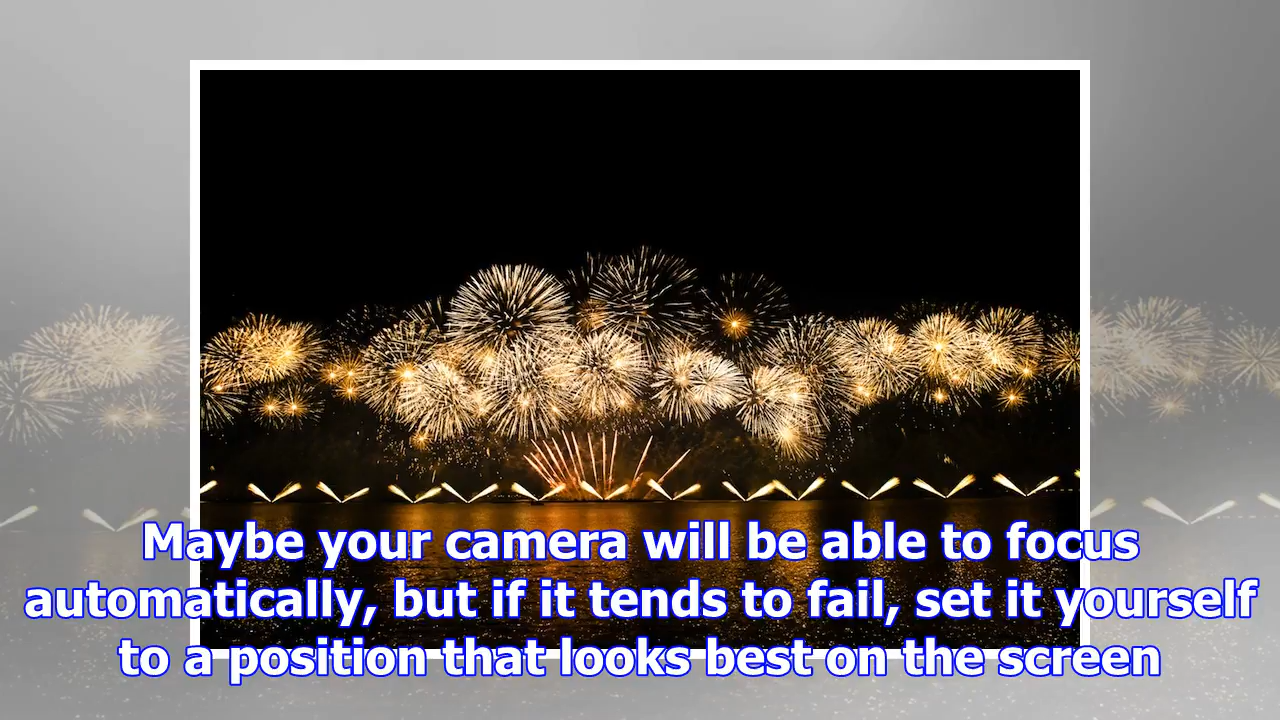 Maybe your camera will be able to focus
automatically, but if it tends to fail, set it yourself
to a position that looks best on the screen